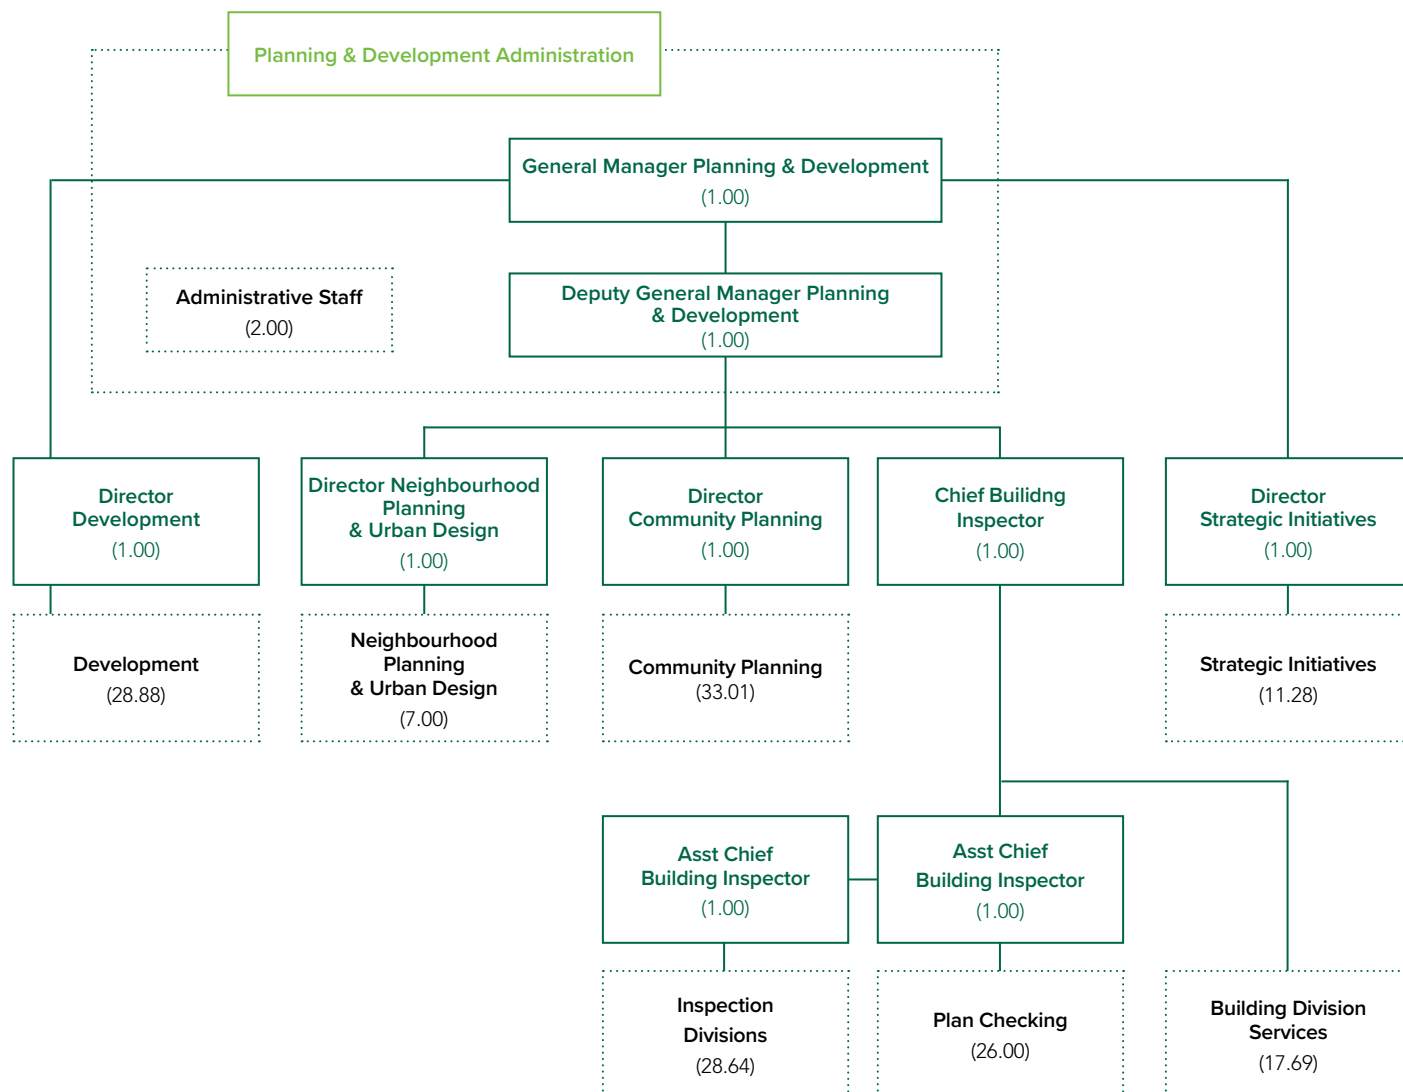 Planning & Development Administration
General Manager Planning & Development
(1.00)
Administrative Staff
(2.00)
Deputy General Manager Planning
& Development
(1.00)
Director
Development
(1.00)
Director Neighbourhood
Planning
& Urban Design
(1.00)
Director
Community Planning
(1.00)
Chief Builidng
Inspector
(1.00)
Director
Strategic Initiatives
(1.00)
Development
(28.88)
Neighbourhood
Planning
& Urban Design
(7.00)
Community Planning
(33.01)
Strategic Initiatives
(11.28)
Asst Chief
Building Inspector
(1.00)
Asst Chief
Building Inspector
(1.00)
Inspection
Divisions
(28.64)
Plan Checking
(26.00)
Building Division
Services
(17.69)